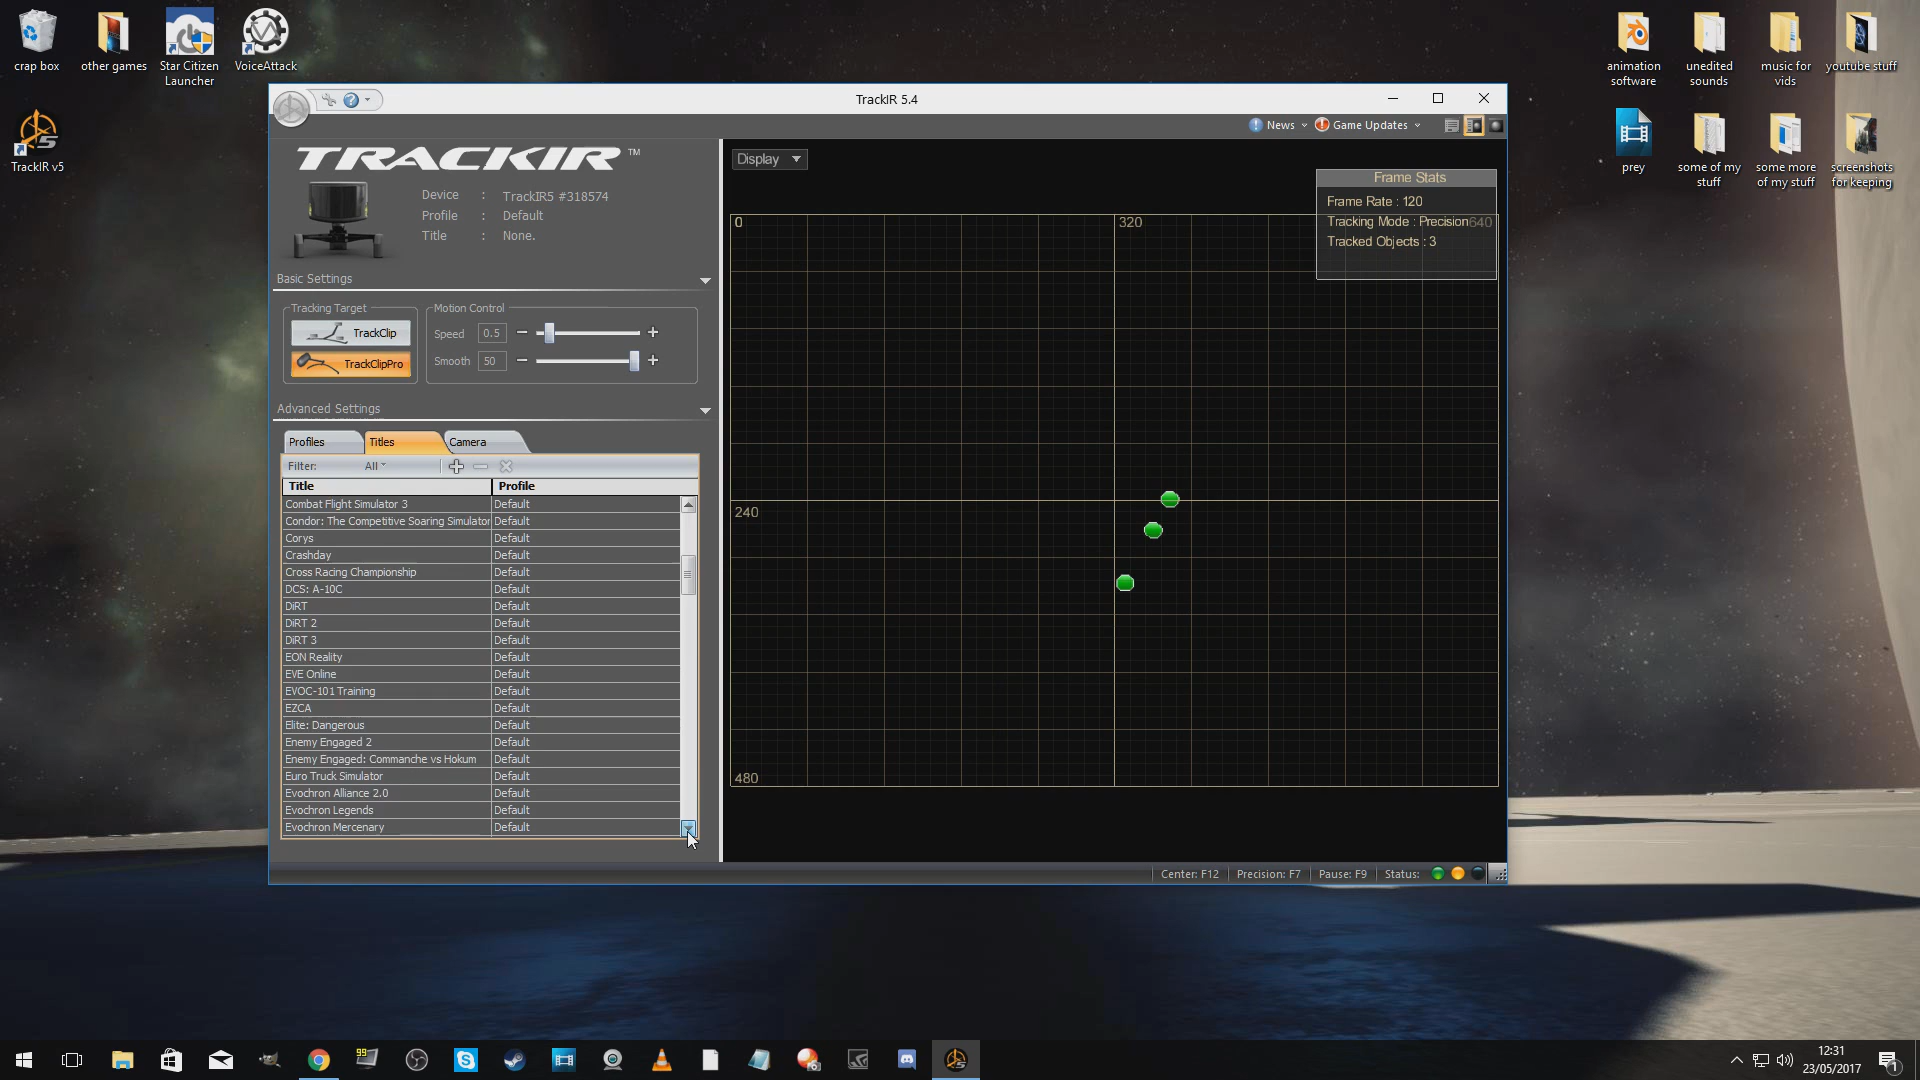 crap box
other games
Star Citizen
Launcher
VoiceAttack
TrackIR v5
animation
software
unedited
sounds
music for
vids
youtube stuff
prey
some of my
stuff
some more
of my stuff
screenshots
for keeping
TrackIR 5.4
News
Game Updates
TRACKIR™
Device : TrackIR5 #318574
Profile : Default
Title : None.
Basic Settings
Tracking Target
TrackClip
TrackClipPro
Motion Control
Speed 0.5
Smooth 50
Advanced Settings
Profiles
Titles
Camera
Filter: All
Title Profile
Combat Flight Simulator 3 Default
Condor: The Competitive Soaring Simulator Default
Corys Default
Crashday Default
Cross Racing Championship Default
DCS: A-10C Default
DiRT Default
DiRT 2 Default
DiRT 3 Default
EON Reality Default
EVE Online Default
EVOC-101 Training Default
EZCA Default
Elite: Dangerous Default
Enemy Engaged 2 Default
Enemy Engaged: Commanche vs Hokum Default
Euro Truck Simulator Default
Evochron Alliance 2.0 Default
Evochron Legends Default
Evochron Mercenary Default
Display
Frame Stats
Frame Rate : 120
Tracking Mode : Precision
Tracked Objects : 3
0
320
640
240
480
Center: F12
Precision: F7
Pause: F9
Status:
99
12:31
23/05/2017
1